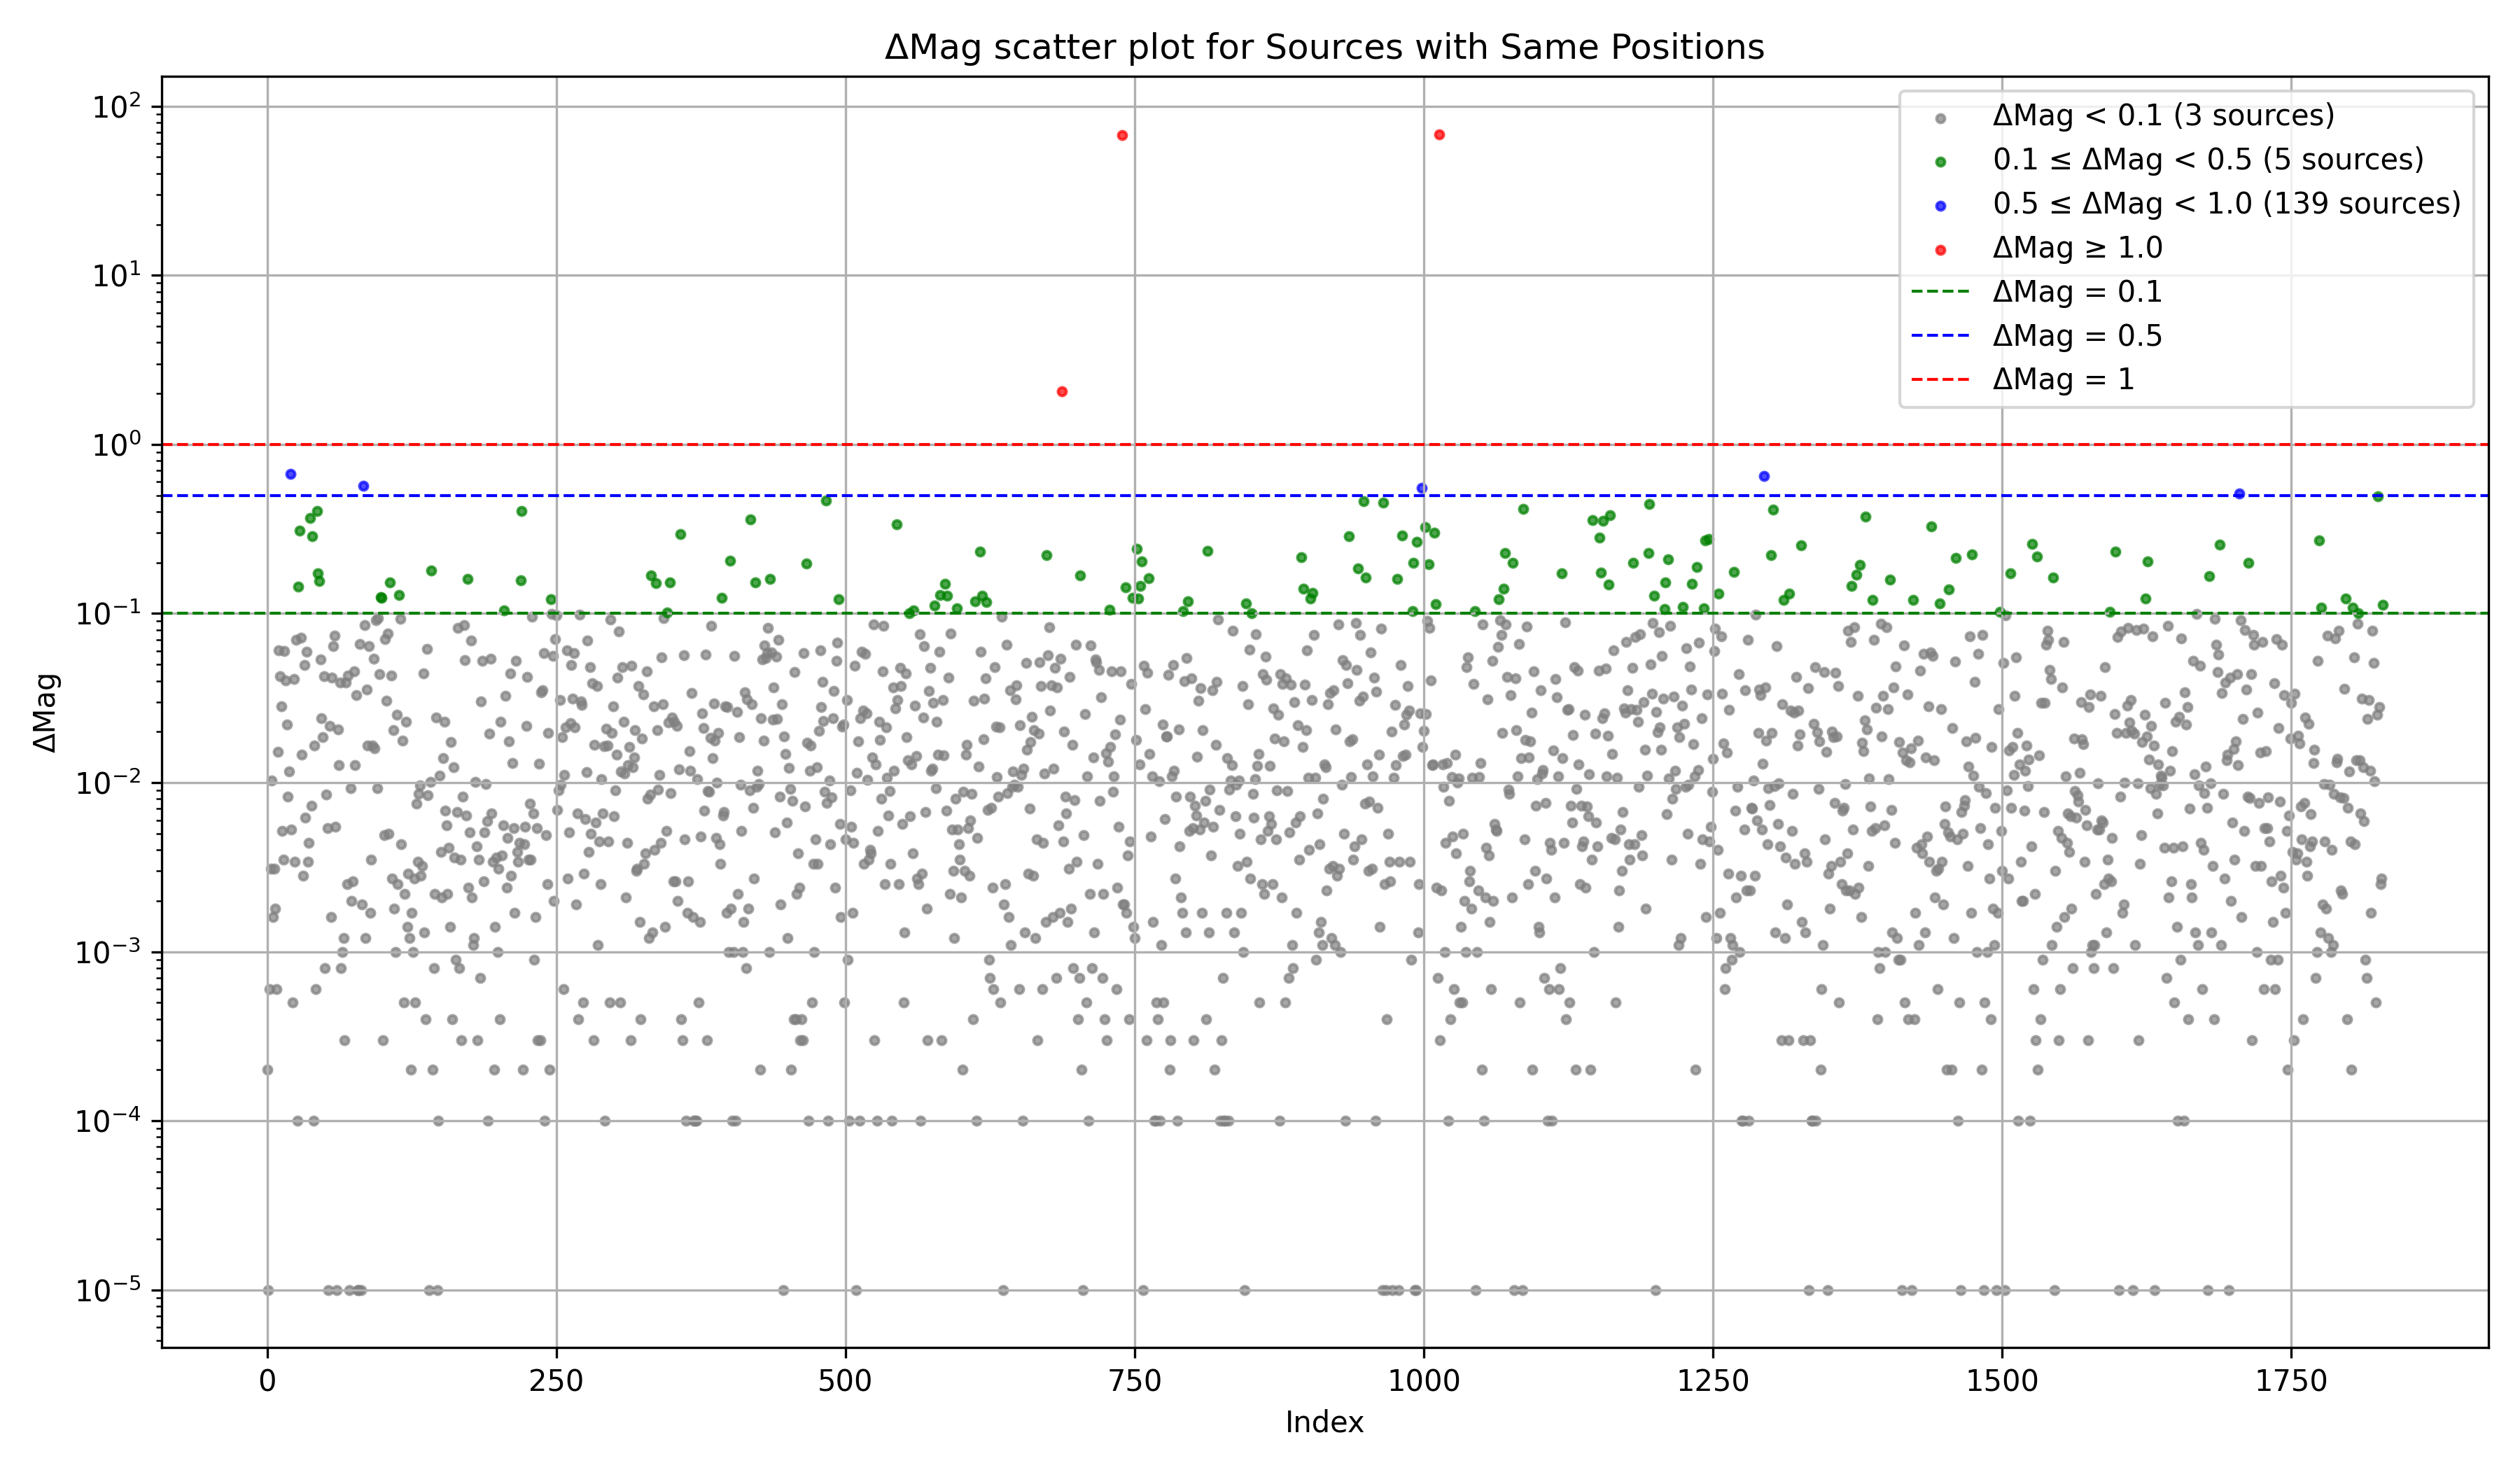 ΔMag scatter plot for Sources with Same Positions
ΔMag < 0.1 (3 sources)
0.1 ≤ ΔMag < 0.5 (5 sources)
0.5 ≤ ΔMag < 1.0 (139 sources)
ΔMag ≥ 1.0
ΔMag = 0.1
ΔMag = 0.5
ΔMag = 1
ΔMag
10²
10¹
10⁰
10⁻¹
10⁻²
10⁻³
10⁻⁴
10⁻⁵
0 250 500 750 1000 1250 1500 1750
Index